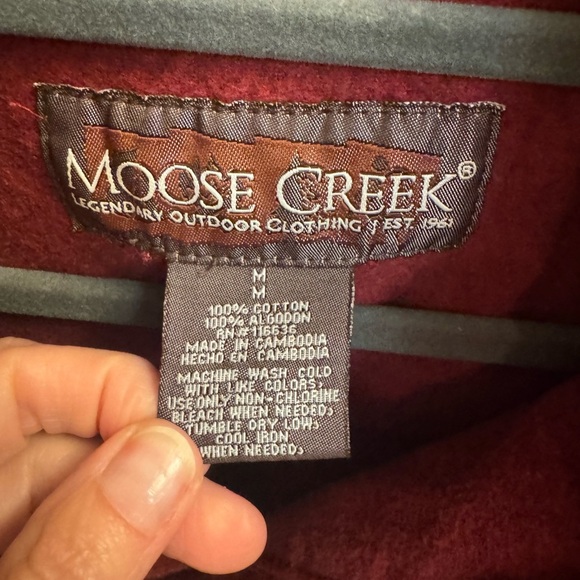 MOOSE CREEK®
LEGENDARY OUTDOOR CLOTHING | EST. 1961
M
M
100% COTTON
100% ALGODON
AN# 116636
MADE IN CAMBODIA
HECHO EN CAMBODIA
MACHINE WASH COLD
WITH LIKE COLORS,
USE ONLY NON-CHLORINE
BLEACH WHEN NEEDED,
TUMBLE DRY LOW,
COOL IRON
WHEN NEEDED,